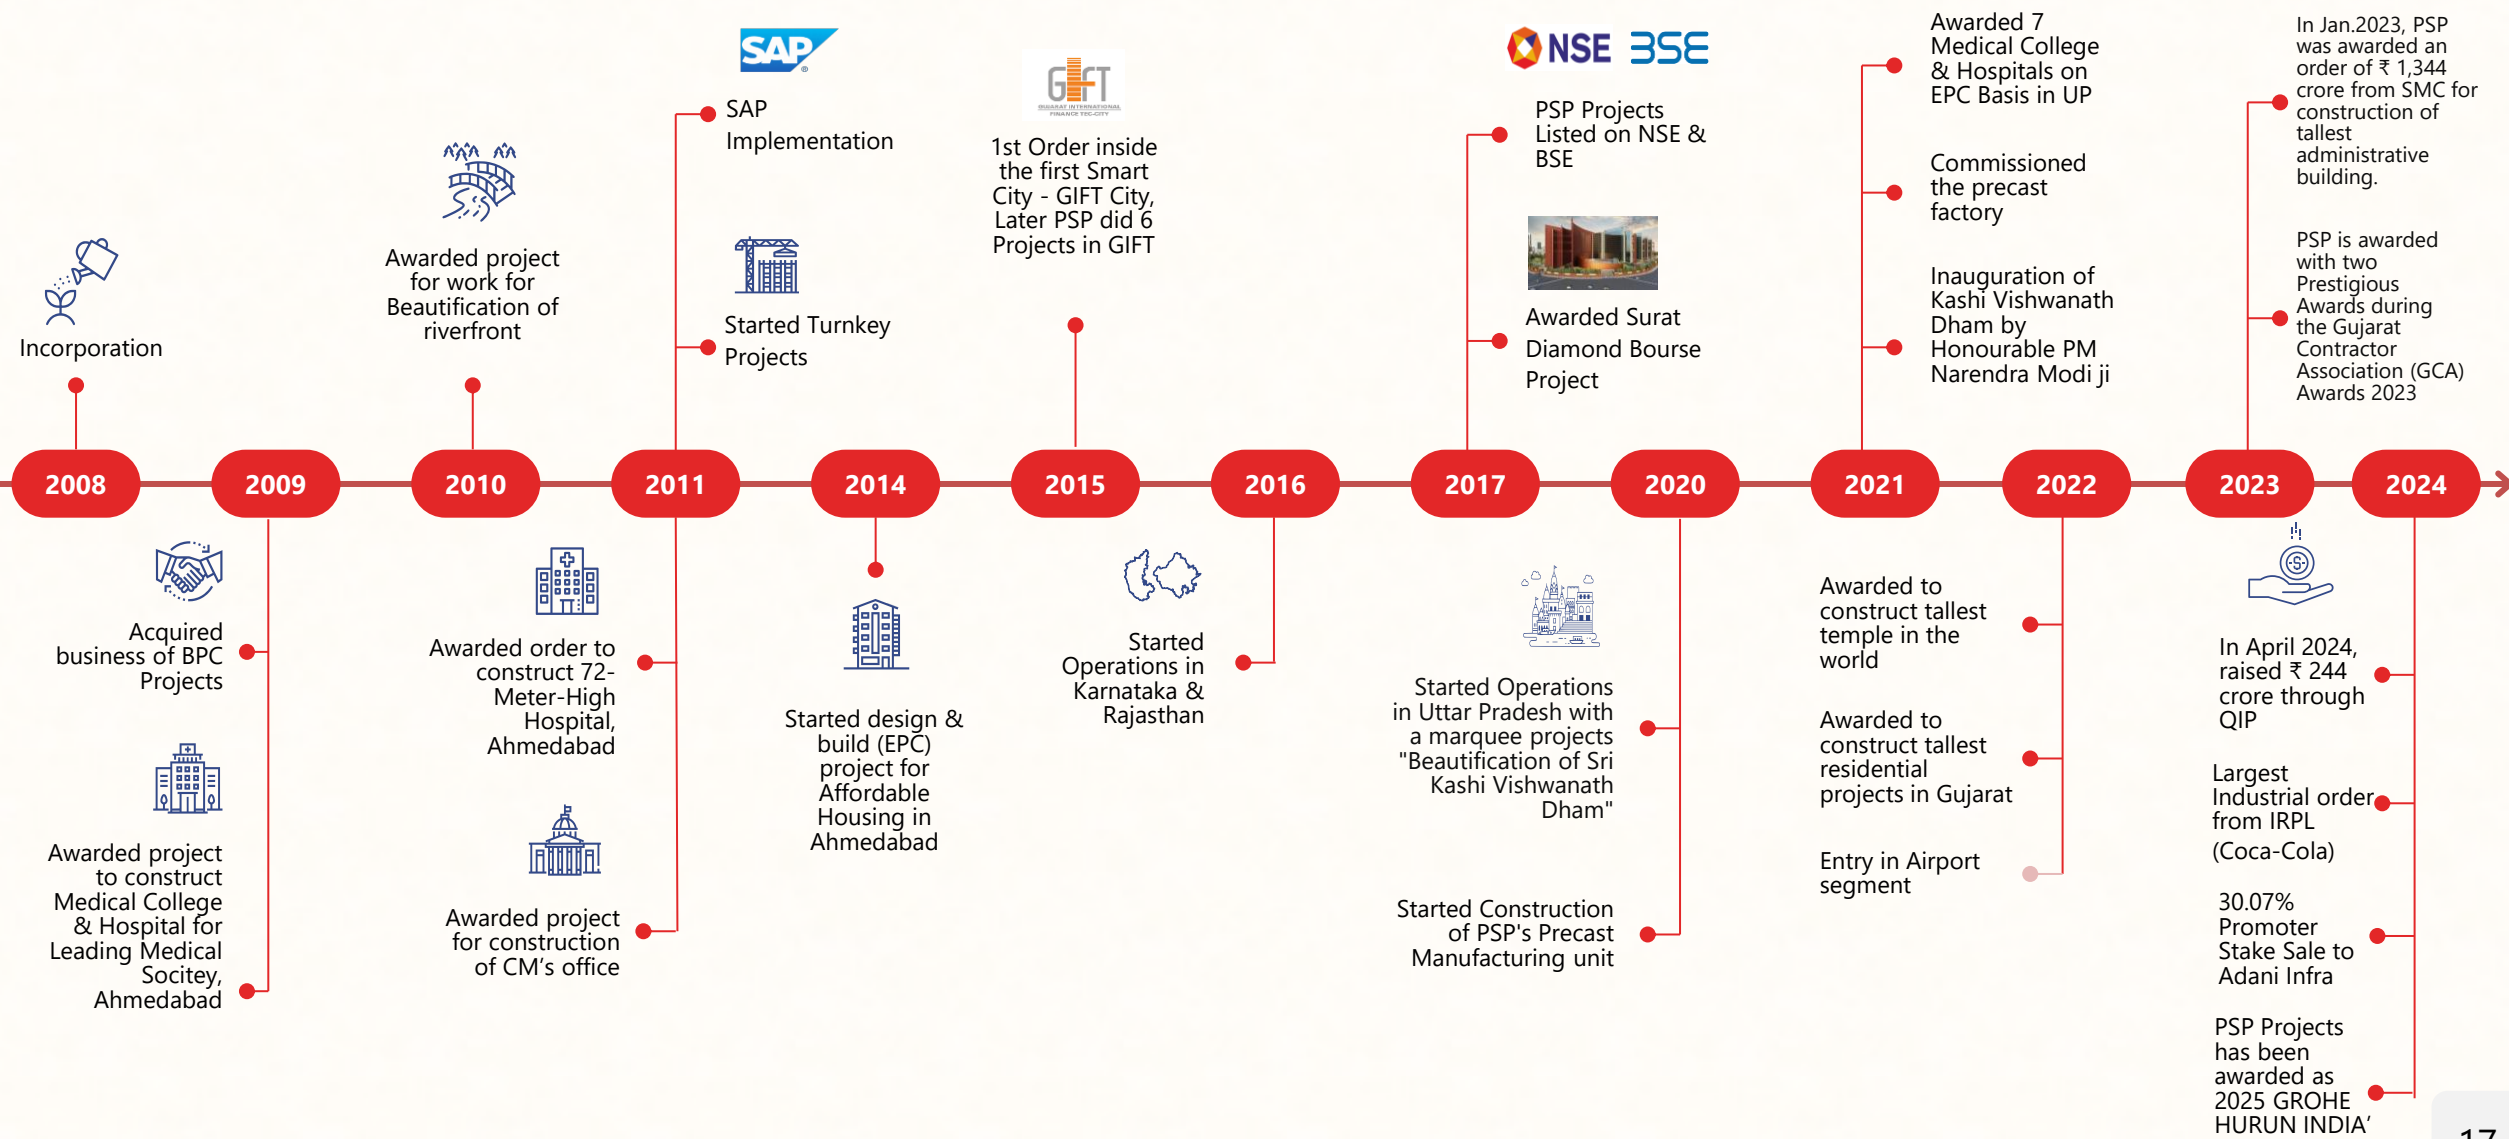 SAP
SAP
Implementation
Started Turnkey
Projects
GIFT
GUJARAT INTERNATIONAL
FINANCE TEC-CITY
1st Order inside
the first Smart
City - GIFT City,
Later PSP did 6
Projects in GIFT
NSE BSE
PSP Projects
Listed on NSE &
BSE
Awarded Surat
Diamond Bourse
Project
Awarded 7
Medical College
& Hospitals on
EPC Basis in UP
Commissioned
the precast
factory
Inauguration of
Kashi Vishwanath
Dham by
Honourable PM
Narendra Modi ji
In Jan.2023, PSP
was awarded an
order of ₹ 1,344
crore from SMC for
construction of
tallest
administrative
building.
PSP is awarded
with two
Prestigious
Awards during
the Gujarat
Contractor
Association (GCA)
Awards 2023
Incorporation
Awarded project
for work for
Beautification of
riverfront
2008 2009 2010 2011 2014 2015 2016 2017 2020 2021 2022 2023 2024
Acquired
business of BPC
Projects
Awarded project
to construct
Medical College
& Hospital for
Leading Medical
Socitey,
Ahmedabad
Awarded order to
construct 72-
Meter-High
Hospital,
Ahmedabad
Awarded project
for construction
of CM’s office
Started design &
build (EPC)
project for
Affordable
Housing in
Ahmedabad
Started
Operations in
Karnataka &
Rajasthan
Started Operations
in Uttar Pradesh with
a marquee projects
"Beautification of Sri
Kashi Vishwanath
Dham"
Started Construction
of PSP's Precast
Manufacturing unit
Awarded to
construct tallest
temple in the
world
Awarded to
construct tallest
residential
projects in Gujarat
Entry in Airport
segment
In April 2024,
raised ₹ 244
crore through
QIP
Largest
Industrial order
from IRPL
(Coca-Cola)
30.07%
Promoter
Stake Sale to
Adani Infra
PSP Projects
has been
awarded as
2025 GROHE
HURUN INDIA’
17